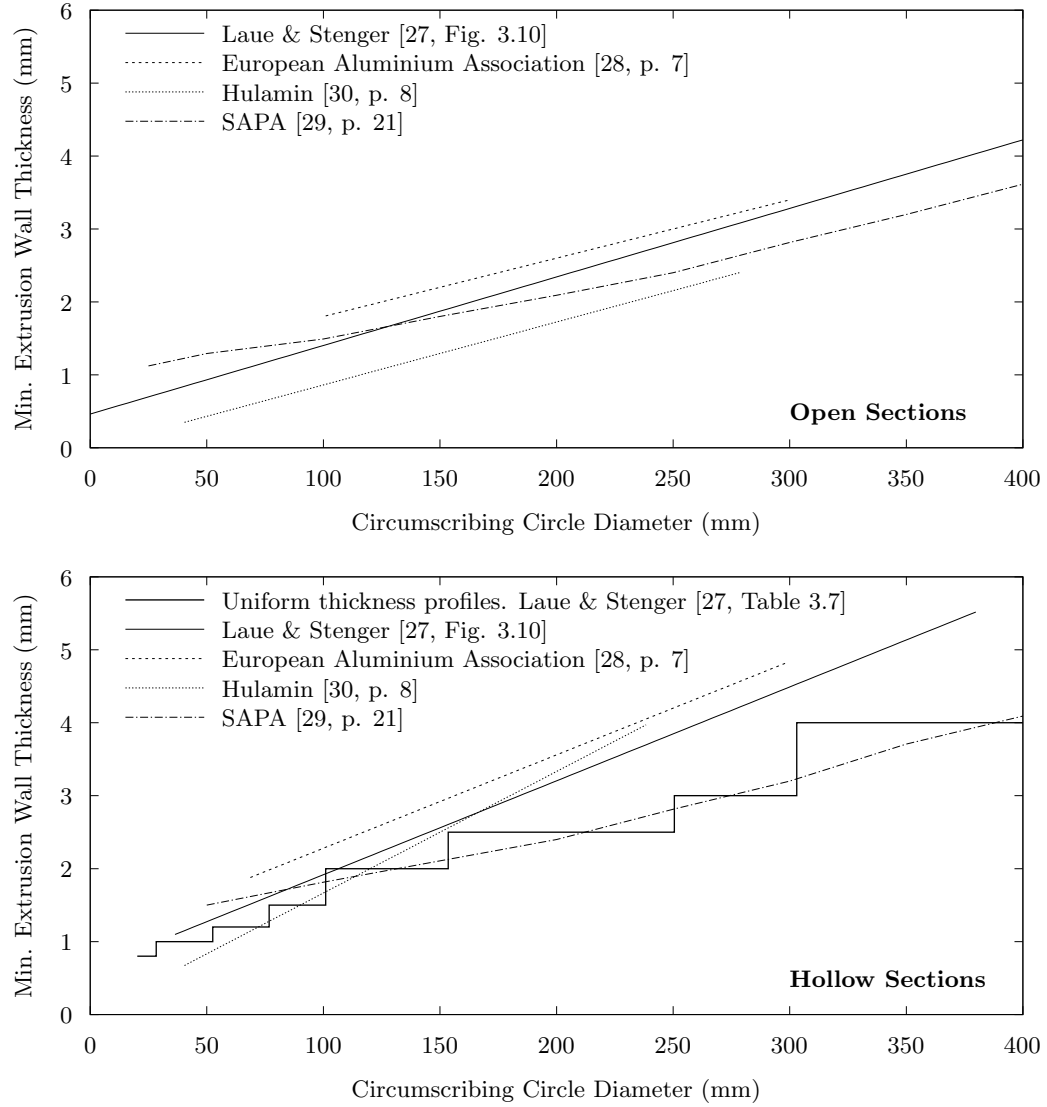 6
5
4
3
2
1
0
Min. Extrusion Wall Thickness (mm)
Laue & Stenger [27, Fig. 3.10]
European Aluminium Association [28, p. 7]
Hulamin [30, p. 8]
SAPA [29, p. 21]
Open Sections
0 50 100 150 200 250 300 350 400
Circumscribing Circle Diameter (mm)
6
5
4
3
2
1
0
Min. Extrusion Wall Thickness (mm)
Uniform thickness profiles. Laue & Stenger [27, Table 3.7]
Laue & Stenger [27, Fig. 3.10]
European Aluminium Association [28, p. 7]
Hulamin [30, p. 8]
SAPA [29, p. 21]
Hollow Sections
0 50 100 150 200 250 300 350 400
Circumscribing Circle Diameter (mm)